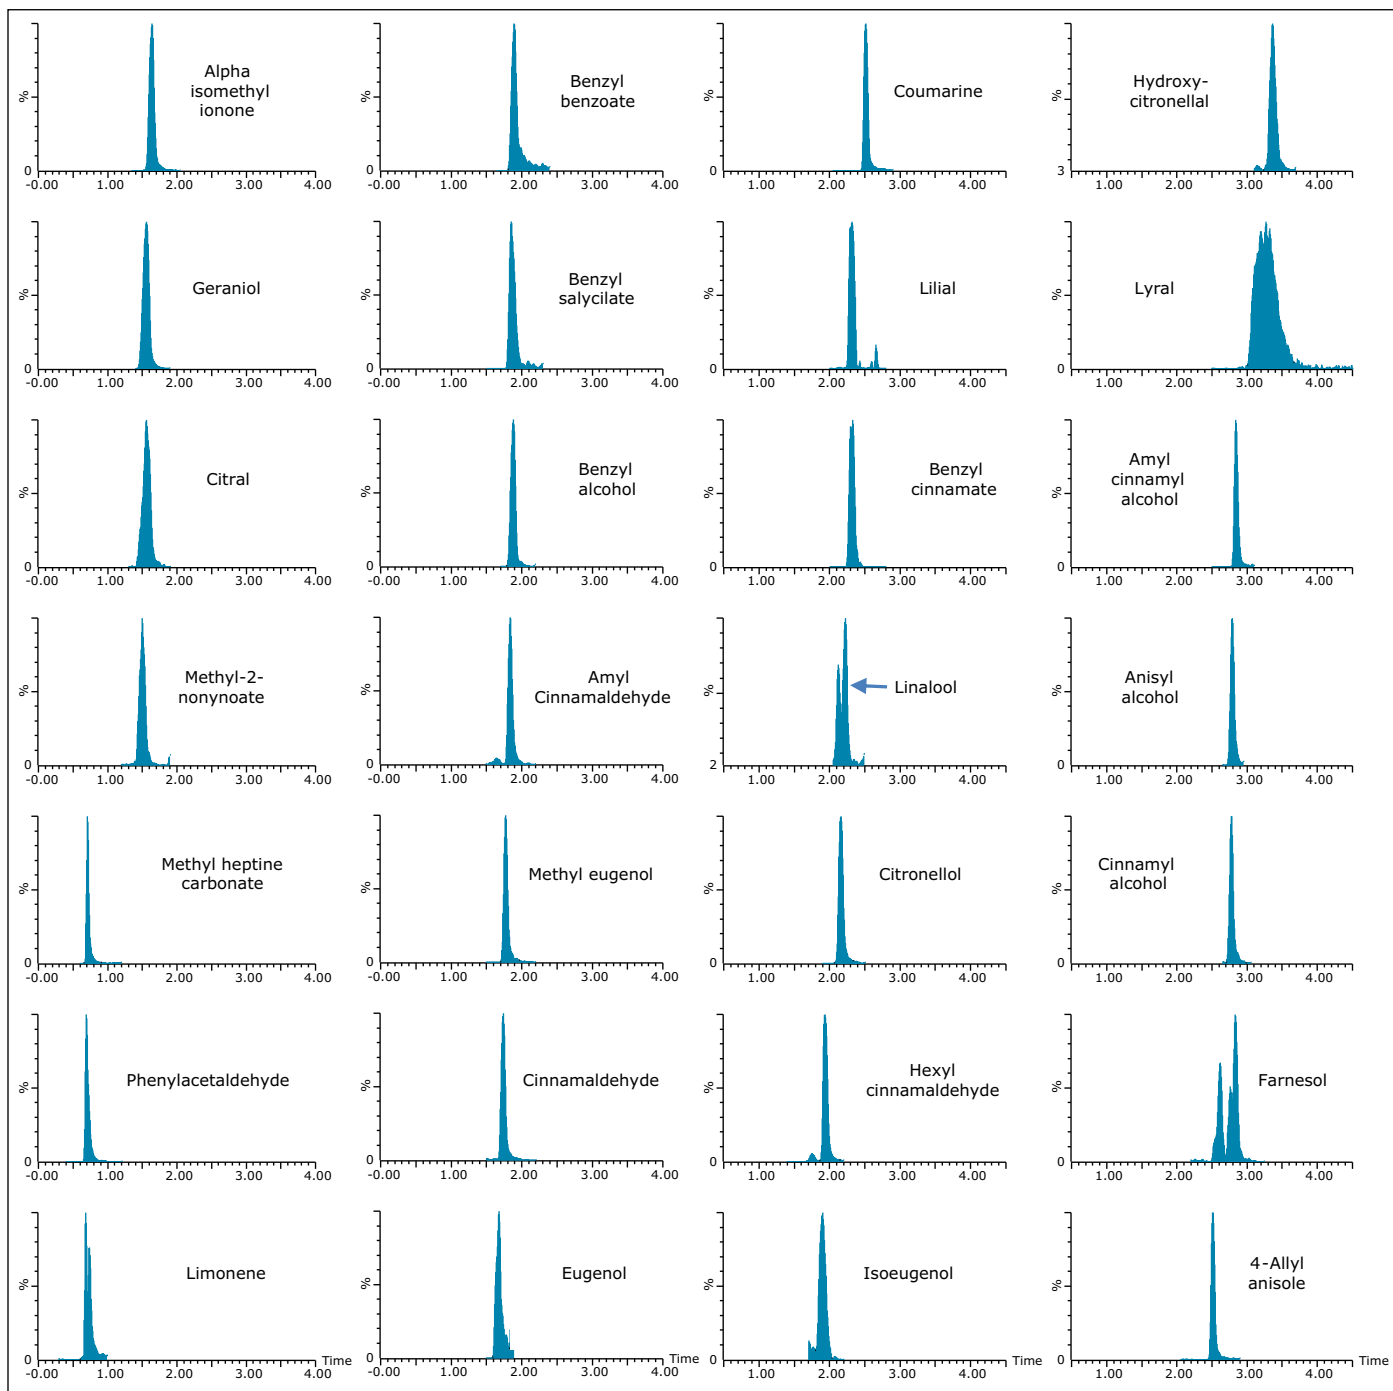 Alpha
isomethyl
ionone
%
0
-0.00 1.00 2.00 3.00 4.00
Benzyl
benzoate
%
0
-0.00 1.00 2.00 3.00 4.00
Coumarine
%
0
1.00 2.00 3.00 4.00
Hydroxy-
citronellal
%
3
1.00 2.00 3.00 4.00
Geraniol
%
0
-0.00 1.00 2.00 3.00 4.00
Benzyl
salycilate
%
0
-0.00 1.00 2.00 3.00 4.00
Lilial
%
0
1.00 2.00 3.00 4.00
Lyral
%
0
1.00 2.00 3.00 4.00
Citral
%
0
-0.00 1.00 2.00 3.00 4.00
Benzyl
alcohol
%
0
-0.00 1.00 2.00 3.00 4.00
Benzyl
cinnamate
%
0
1.00 2.00 3.00 4.00
Amyl
cinnamyl
alcohol
%
0
1.00 2.00 3.00 4.00
Methyl-2-
nonynoate
%
0
-0.00 1.00 2.00 3.00 4.00
Amyl
Cinnamaldehyde
%
0
-0.00 1.00 2.00 3.00 4.00
Linalool
%
2
1.00 2.00 3.00 4.00
Anisyl
alcohol
%
0
1.00 2.00 3.00 4.00
Methyl heptine
carbonate
%
0
-0.00 1.00 2.00 3.00 4.00
Methyl eugenol
%
0
-0.00 1.00 2.00 3.00 4.00
Citronellol
%
0
1.00 2.00 3.00 4.00
Cinnamyl
alcohol
%
0
1.00 2.00 3.00 4.00
Phenylacetaldehyde
%
0
-0.00 1.00 2.00 3.00 4.00
Cinnamaldehyde
%
0
-0.00 1.00 2.00 3.00 4.00
Hexyl
cinnamaldehyde
%
0
1.00 2.00 3.00 4.00
Farnesol
%
0
1.00 2.00 3.00 4.00
Limonene
%
0
Time
-0.00 1.00 2.00 3.00 4.00
Eugenol
%
0
Time
-0.00 1.00 2.00 3.00 4.00
Isoeugenol
%
0
Time
1.00 2.00 3.00 4.00
4-Allyl
anisole
%
0
Time
1.00 2.00 3.00 4.00